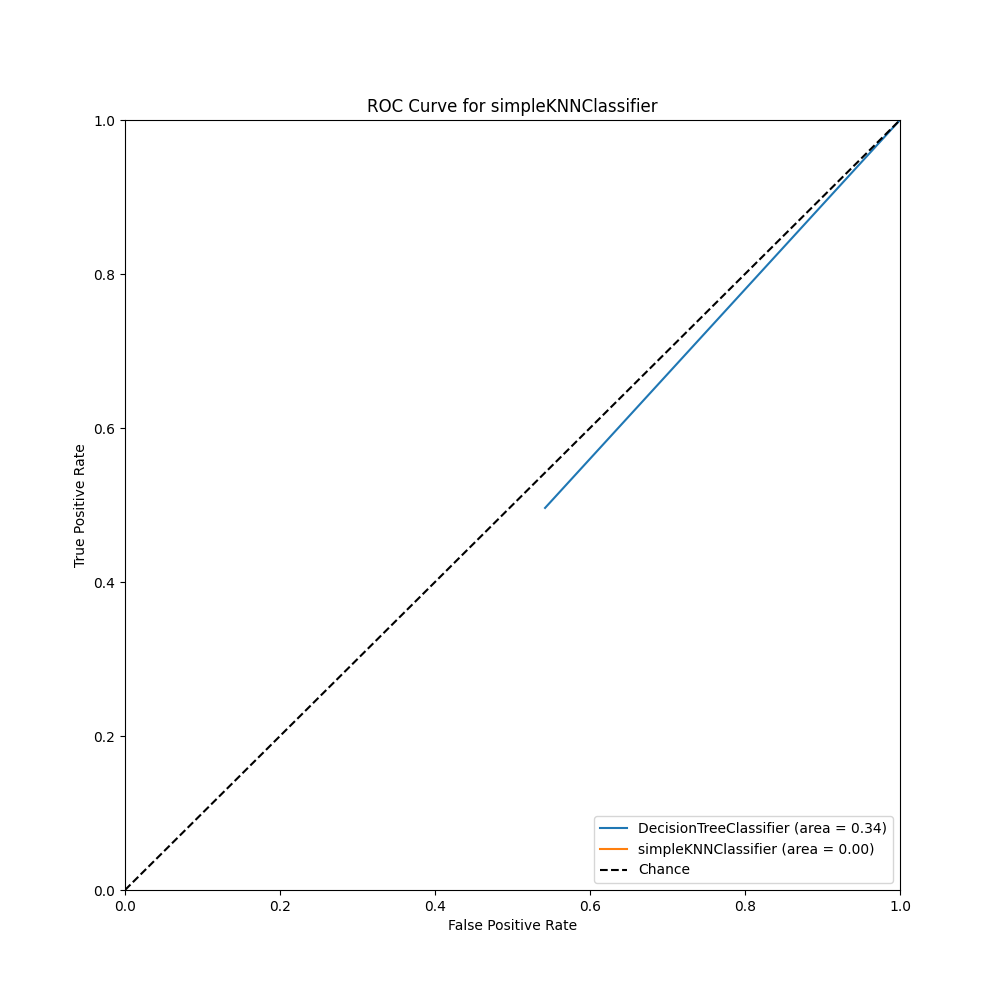 ROC Curve for simpleKNNClassifier
1.0
0.8
0.6
0.4
0.2
0.0
True Positive Rate
0.0 0.2 0.4 0.6 0.8 1.0
False Positive Rate
DecisionTreeClassifier (area = 0.34)
simpleKNNClassifier (area = 0.00)
Chance